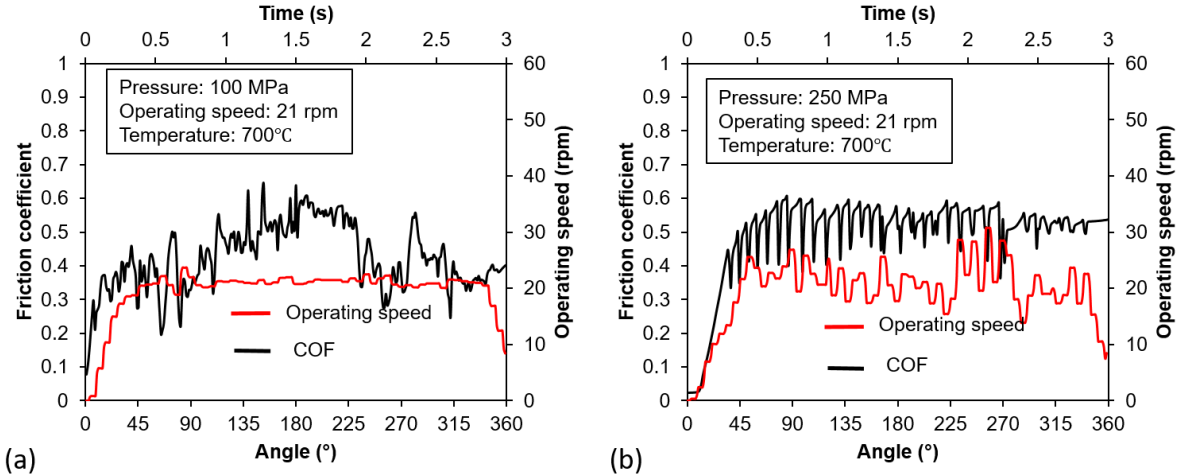 Time (s)
0 0.5 1 1.5 2 2.5 3
Friction coefficient
1
0.9
0.8
0.7
0.6
0.5
0.4
0.3
0.2
0.1
0
Pressure: 100 MPa
Operating speed: 21 rpm
Temperature: 700℃
Operating speed
COF
60
50
40
30
20
10
0
Operating speed (rpm)
0 45 90 135 180 225 270 315 360
Angle (°)
(a)
Time (s)
0 0.5 1 1.5 2 2.5 3
Friction coefficient
1
0.9
0.8
0.7
0.6
0.5
0.4
0.3
0.2
0.1
0
Pressure: 250 MPa
Operating speed: 21 rpm
Temperature: 700℃
Operating speed
COF
60
50
40
30
20
10
0
Operating speed (rpm)
0 45 90 135 180 225 270 315 360
Angle (°)
(b)